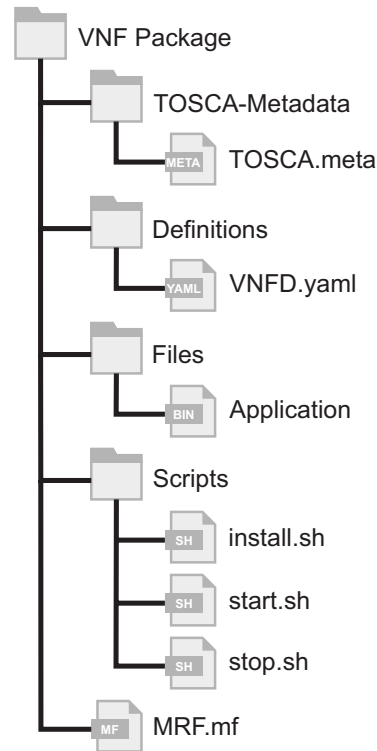 VNF Package
TOSCA-Metadata
META TOSCA.meta
Definitions
YAML VNFD.yaml
Files
BIN Application
Scripts
SH install.sh
SH start.sh
SH stop.sh
MF MRF.mf